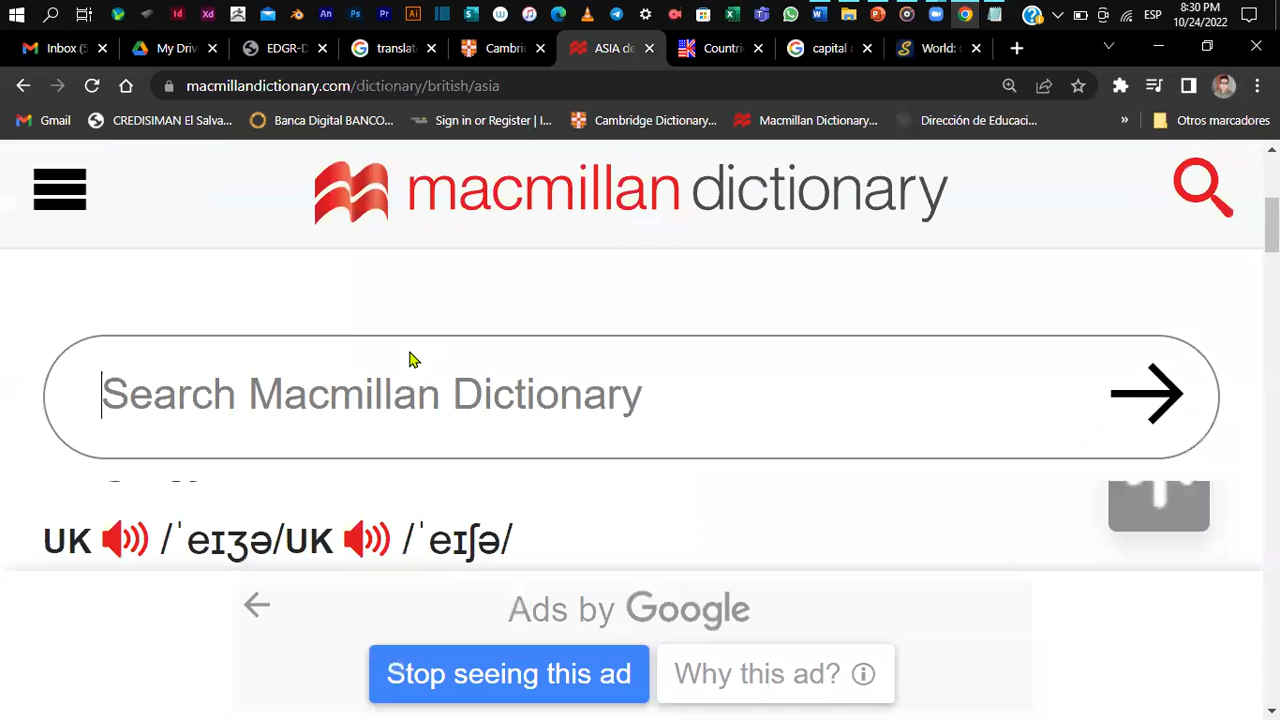 8:30 PM
ESP
10/24/2022
Inbox (5
My Driv
EDGR-D
translat
Cambri
ASIA de
Countri
capital
World: c
macmillandictionary.com/dictionary/british/asia
Gmail
CREDISIMAN El Salva...
Banca Digital BANCO...
Sign in or Register | I...
Cambridge Dictionary...
Macmillan Dictionary...
Dirección de Educaci...
»
Otros marcadores
macmillan dictionary
Search Macmillan Dictionary
UK /ˈeɪʒə/UK /ˈeɪʃə/
Ads by Google
Stop seeing this ad
Why this ad?